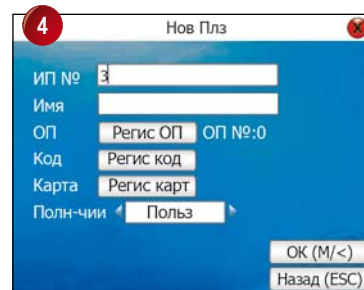 4
Нов Плз
ИП № 3
Имя
ОП Регис ОП ОП №:0
Код Регис код
Карта Регис карт
Полн-чии Польз
OK (M/<)
Назад (ESC)